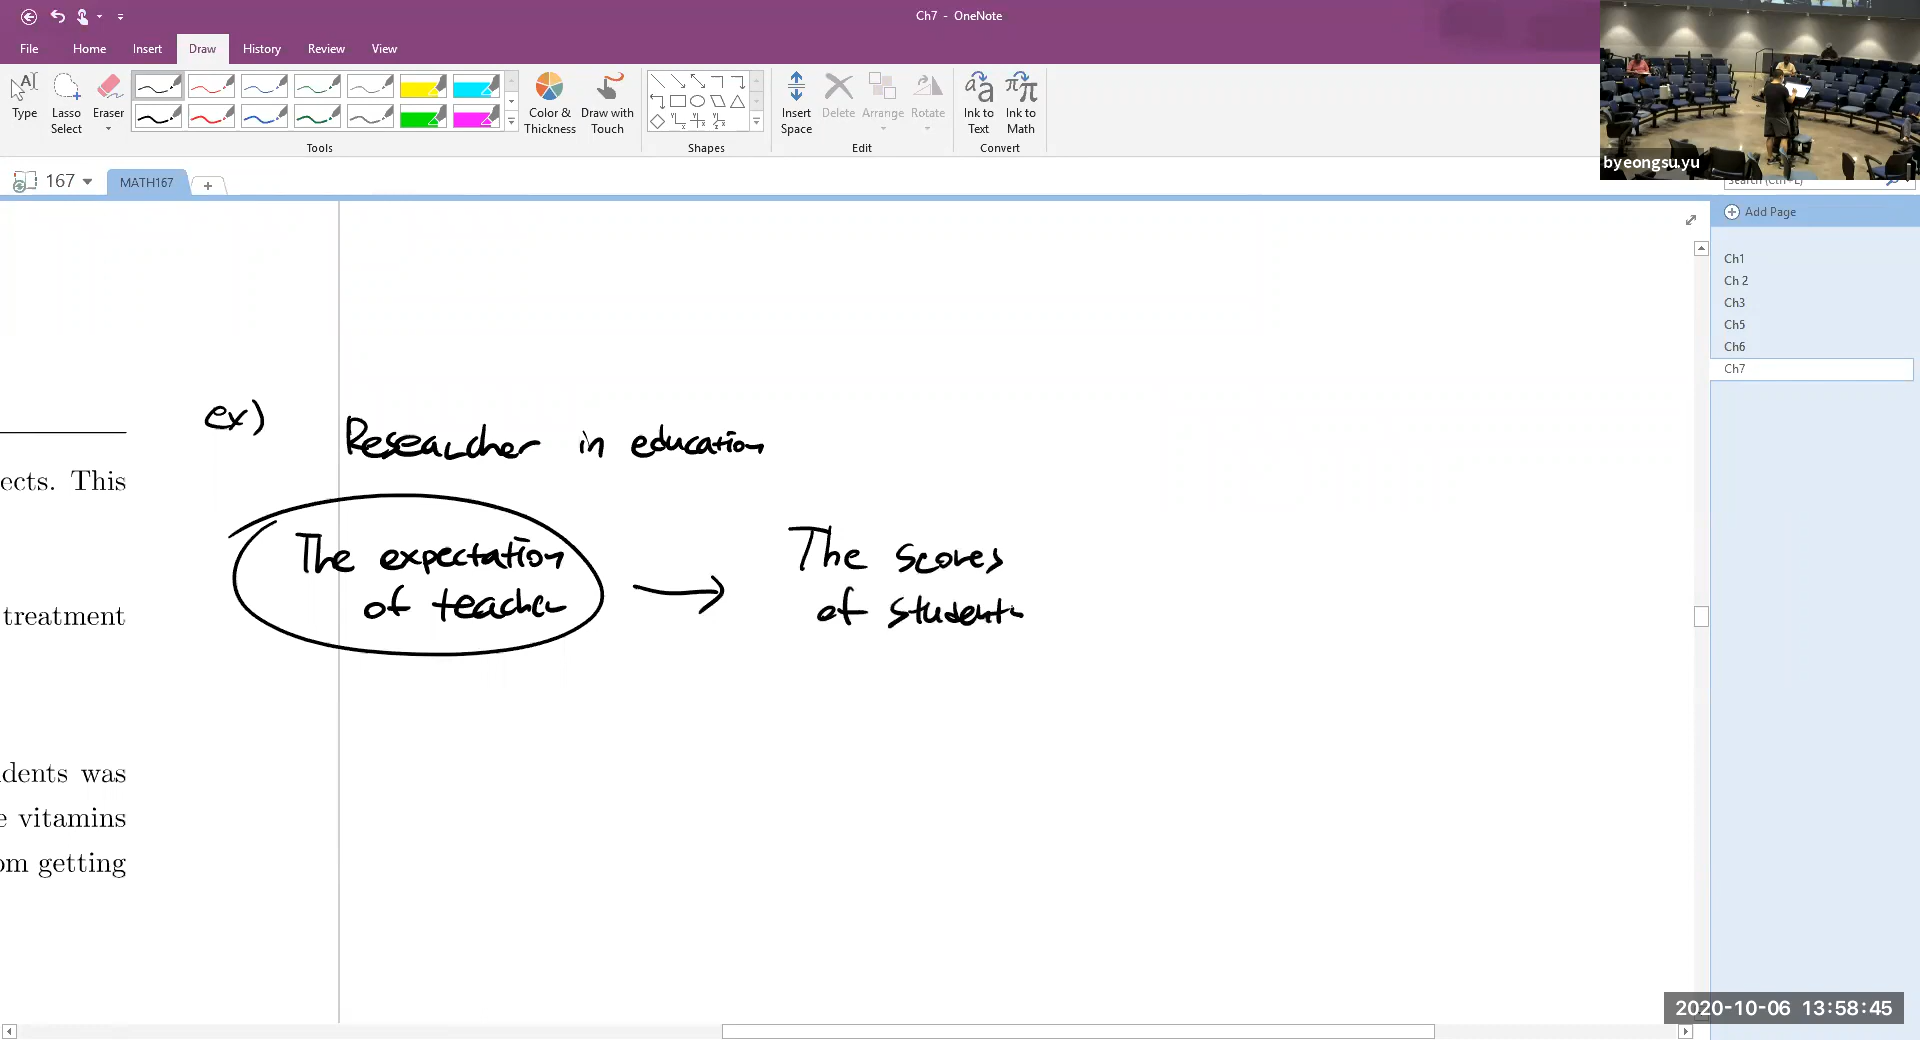 Ch7 - OneNote
File Home Insert Draw History Review View
Type
Lasso Select
Eraser
Color & Thickness
Draw with Touch
Insert Space
Delete
Arrange
Rotate
Ink to Text
Ink to Math
Tools
Shapes
Edit
Convert
byeongsu.yu
167
MATH167
Search (Ctrl+E)
Add Page
Ch1
Ch 2
Ch3
Ch5
Ch6
Ch7
ex) Researcher in education
ects. This
The expectation
of teacher
The scores
of students
treatment
dents was
vitamins
om getting
2020-10-06 13:58:45